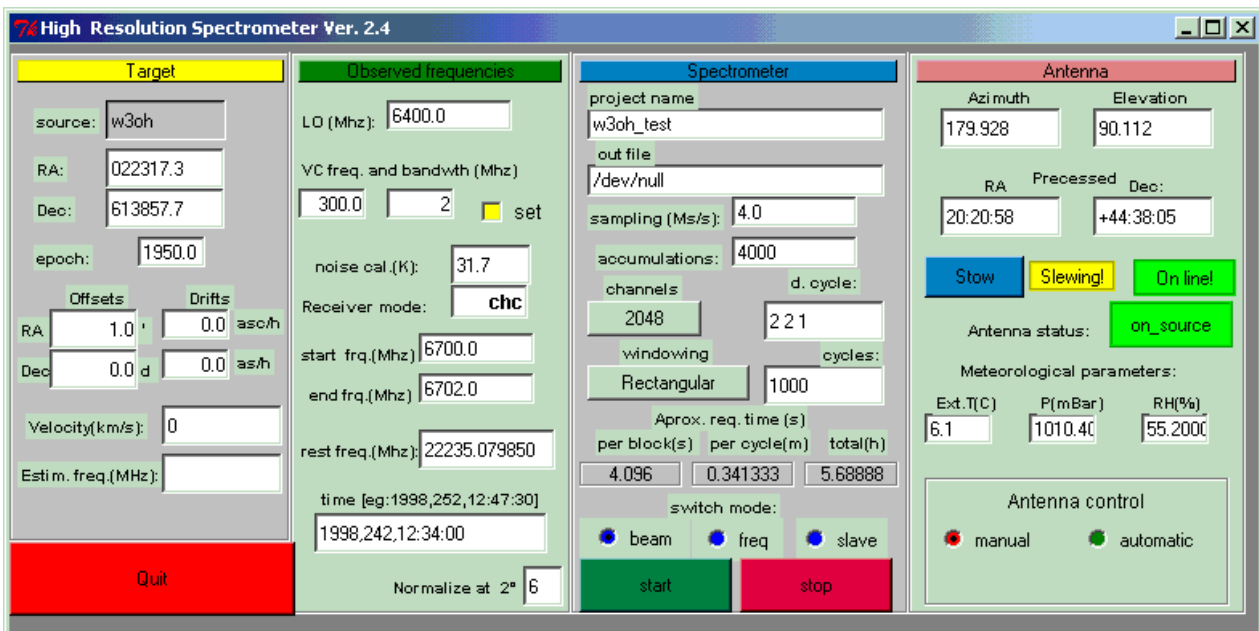 High Resolution Spectrometer Ver. 2.4
Target
source: w3oh
RA: 022317.3
Dec: 613857.7
epoch: 1950.0
Offsets Drifts
RA 1.0 ' 0.0 asc/h
Dec 0.0 d 0.0 as/h
Velocity(km/s): 0
Estim. freq.(MHz):
Quit
Observed frequencies
LO (Mhz): 6400.0
VC freq. and bandwth (Mhz)
300.0 2 set
noise cal.(K): 31.7
Receiver mode: chc
start frq.(Mhz) 6700.0
end frq.(Mhz) 6702.0
rest freq.(Mhz): 22235.079850
time [eg:1998,252,12:47:30]
1998,242,12:34:00
Normalize at 2ª 6
Spectrometer
project name
w3oh_test
out file
/dev/null
sampling (Ms/s): 4.0
accumulations: 4000
channels d. cycle:
2048 2 2 1
windowing cycles:
Rectangular 1000
Aprox. req. time (s)
per block(s) per cycle(m) total(h)
4.096 0.341333 5.68888
switch mode:
beam freq slave
start stop
Antenna
Azimuth Elevation
179.928 90.112
RA Precessed Dec:
20:20:58 +44:38:05
Stow Slewing! On line!
Antenna status: on_source
Meteorological parameters:
Ext.T(C) P(mBar) RH(%)
6.1 1010.40 55.2000
Antenna control
manual automatic